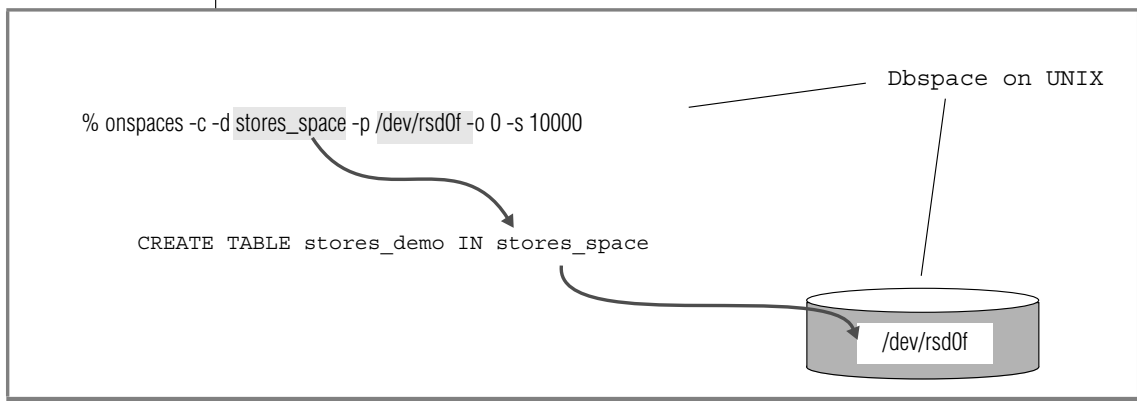 Dbspace on UNIX
% onspaces -c -d stores_space -p /dev/rsd0f -o 0 -s 10000
CREATE TABLE stores_demo IN stores_space
/dev/rsd0f